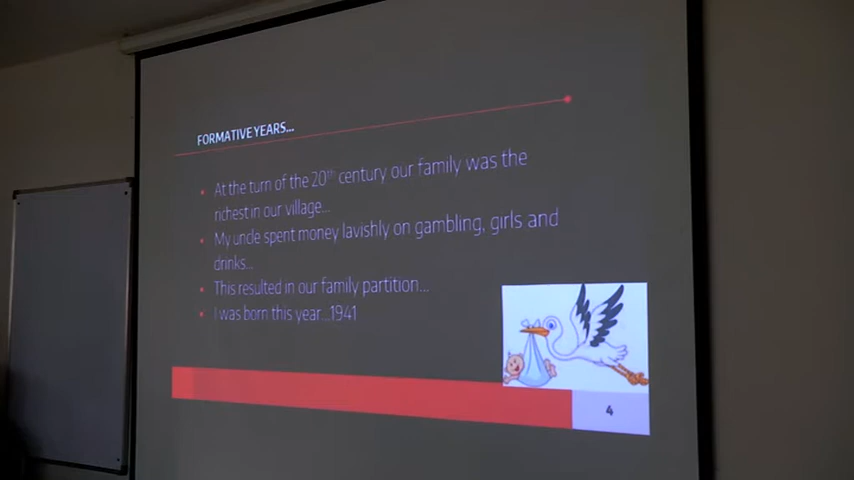 FORMATIVE YEARS...
• At the turn of the 20th century our family was the
richest in our village...
• My uncle spent money lavishly on gambling, girls and
drinks...
• This resulted in our family partition...
• I was born this year...1941
4